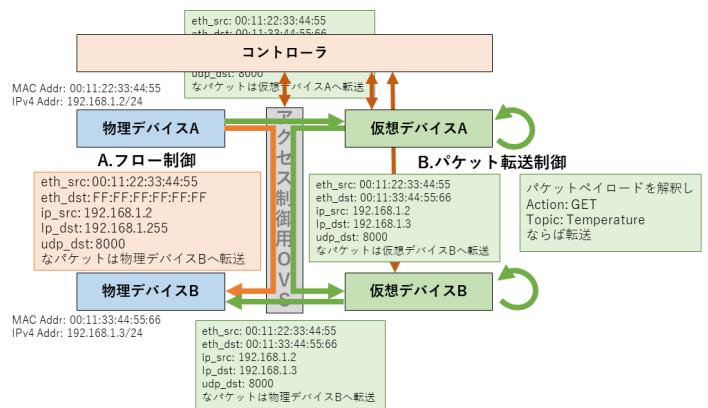 eth_src: 00:11:22:33:44:55
eth_dst: 00:11:33:44:55:66
コントローラ
udp_dst: 8000
なパケットは仮想デバイスAへ転送
MAC Addr: 00:11:22:33:44:55
IPv4 Addr: 192.168.1.2/24
物理デバイスA
アクセス制御用OVS
仮想デバイスA
A.フロー制御
B.パケット転送制御
eth_src: 00:11:22:33:44:55
eth_dst: FF:FF:FF:FF:FF:FF
ip_src: 192.168.1.2
Ip_dst: 192.168.1.255
udp_dst: 8000
なパケットは物理デバイスBへ転送
eth_src: 00:11:22:33:44:55
eth_dst: 00:11:33:44:55:66
ip_src: 192.168.1.2
Ip_dst: 192.168.1.3
udp_dst: 8000
なパケットは仮想デバイスBへ転送
パケットペイロードを解釈し
Action: GET
Topic: Temperature
ならば転送
物理デバイスB
仮想デバイスB
MAC Addr: 00:11:33:44:55:66
IPv4 Addr: 192.168.1.3/24
eth_src: 00:11:22:33:44:55
eth_dst: 00:11:33:44:55:66
ip_src: 192.168.1.2
Ip_dst: 192.168.1.3
udp_dst: 8000
なパケットは物理デバイスBへ転送